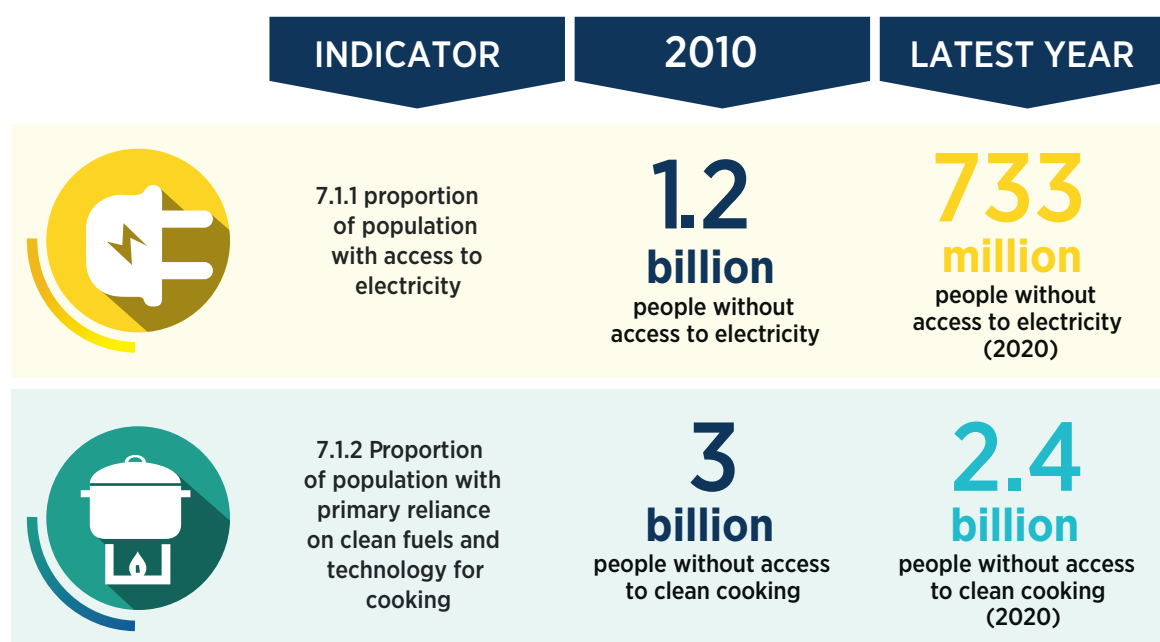 INDICATOR
2010
LATEST YEAR
7.1.1 proportion
of population
with access to
electricity
1.2
billion
people without
access to electricity
733
million
people without
access to electricity
(2020)
7.1.2 Proportion
of population with
primary reliance
on clean fuels and
technology for
cooking
3
billion
people without access
to clean cooking
2.4
billion
people without access
to clean cooking
(2020)